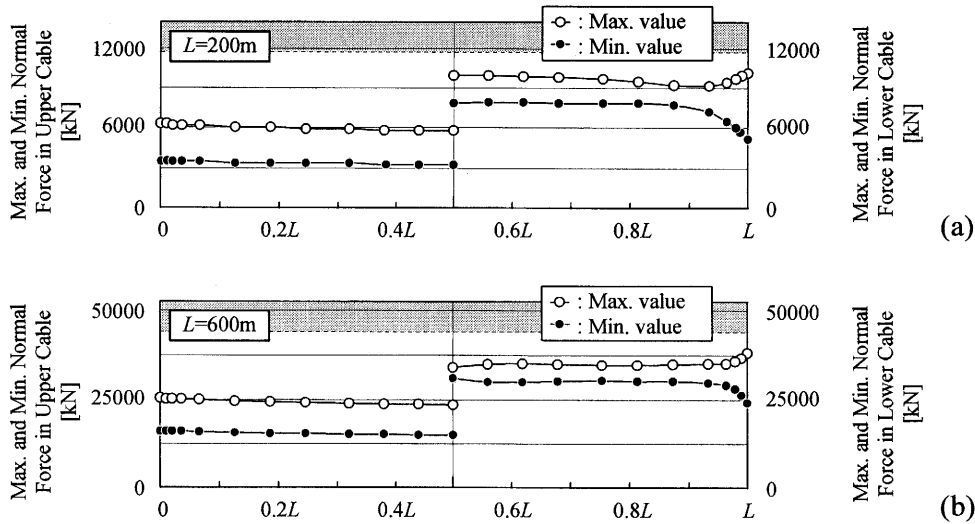 Max. and Min. Normal
Force in Upper Cable
[kN]
12000
6000
0
L=200m
: Max. value
: Min. value
12000
6000
0
Max. and Min. Normal
Force in Lower Cable
[kN]
0
0.2L
0.4L
0.6L
0.8L
L
(a)
Max. and Min. Normal
Force in Upper Cable
[kN]
50000
25000
0
L=600m
: Max. value
: Min. value
50000
25000
0
Max. and Min. Normal
Force in Lower Cable
[kN]
0
0.2L
0.4L
0.6L
0.8L
L
(b)